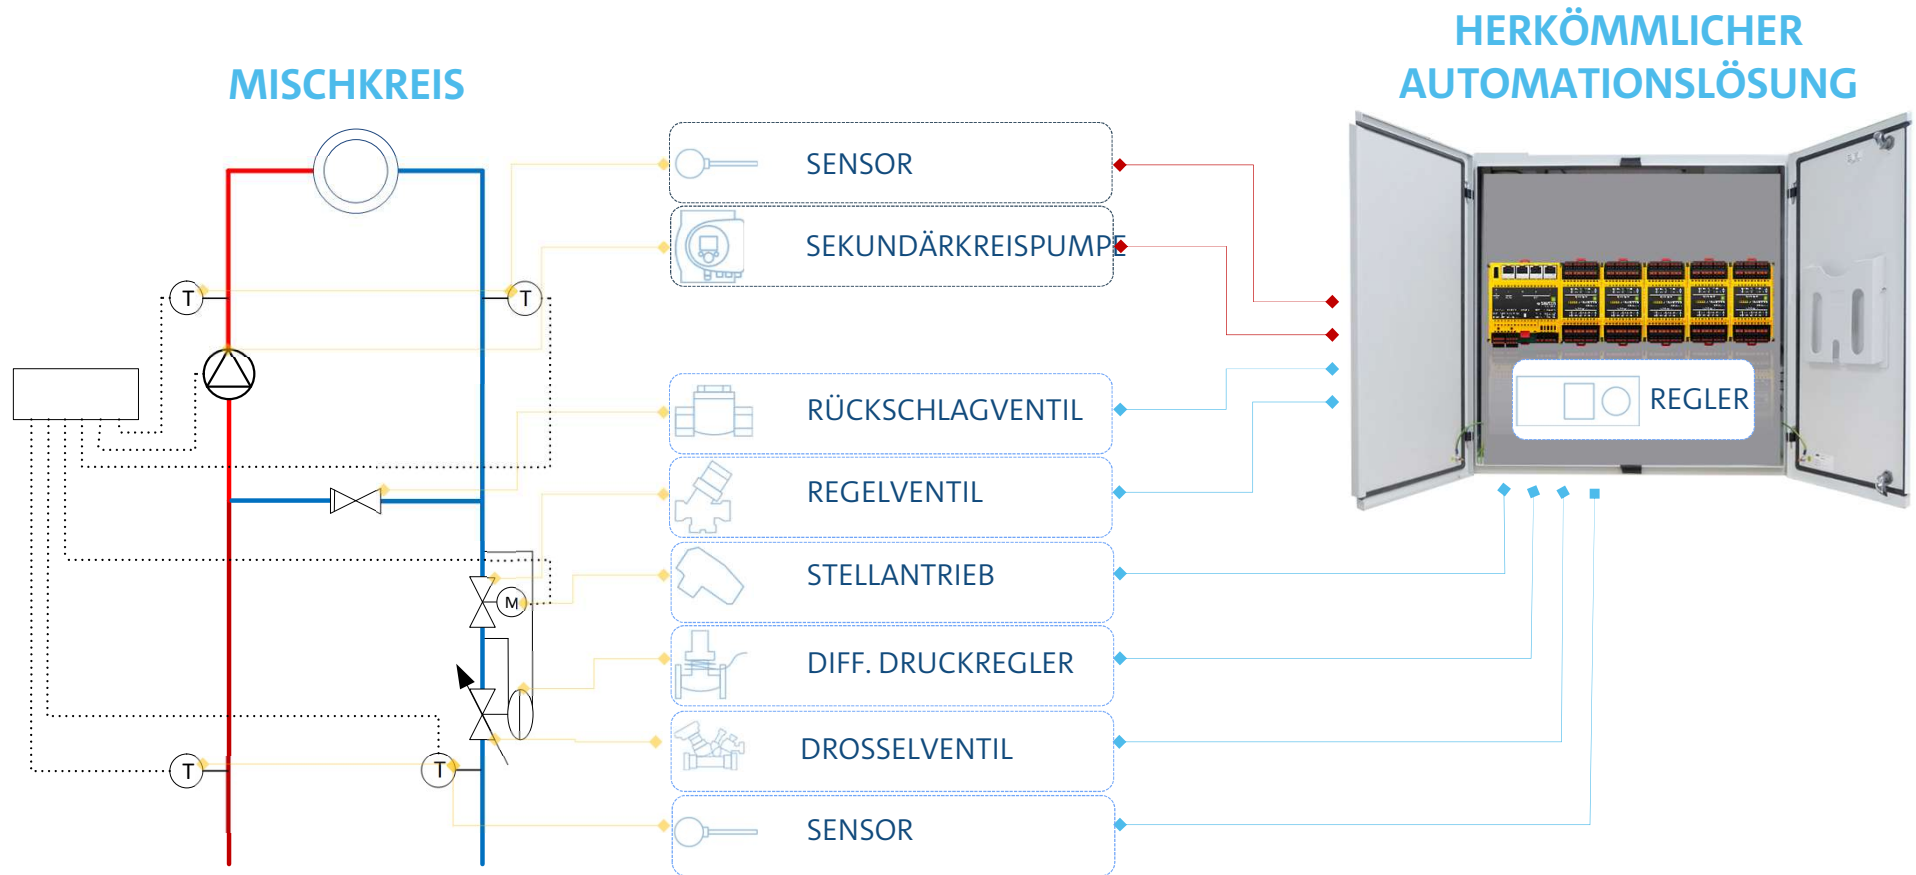 MISCHKREIS
HERKÖMMLICHER
AUTOMATIONSLÖSUNG
SENSOR
SEKUNDÄRKREISPUMPE
T
T
RÜCKSCHLAGVENTIL
REGLER
REGELVENTIL
STELLANTRIEB
M
DIFF. DRUCKREGLER
DROSSELVENTIL
T
T
SENSOR